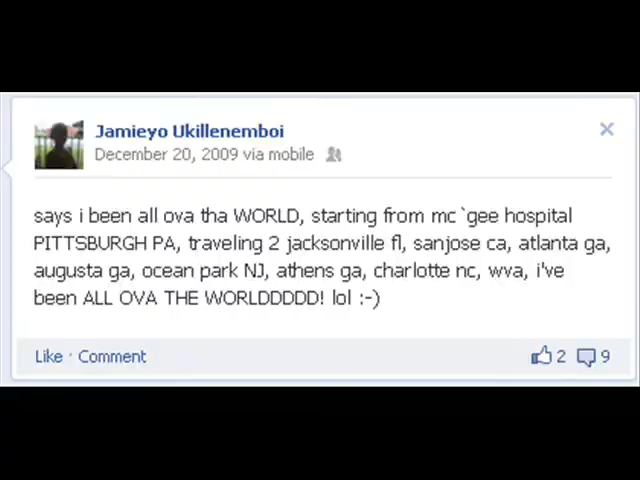 Jamieyo Ukillenemboi
December 20, 2009 via mobile
says i been all ova tha WORLD, starting from mc`gee hospital
PITTSBURGH PA, traveling 2 jacksonville fl, sanjose ca, atlanta ga,
augusta ga, ocean park NJ, athens ga, charlotte nc, wva, i've
been ALL OVA THE WORLDDDDD! lol :-)
Like · Comment 2 9